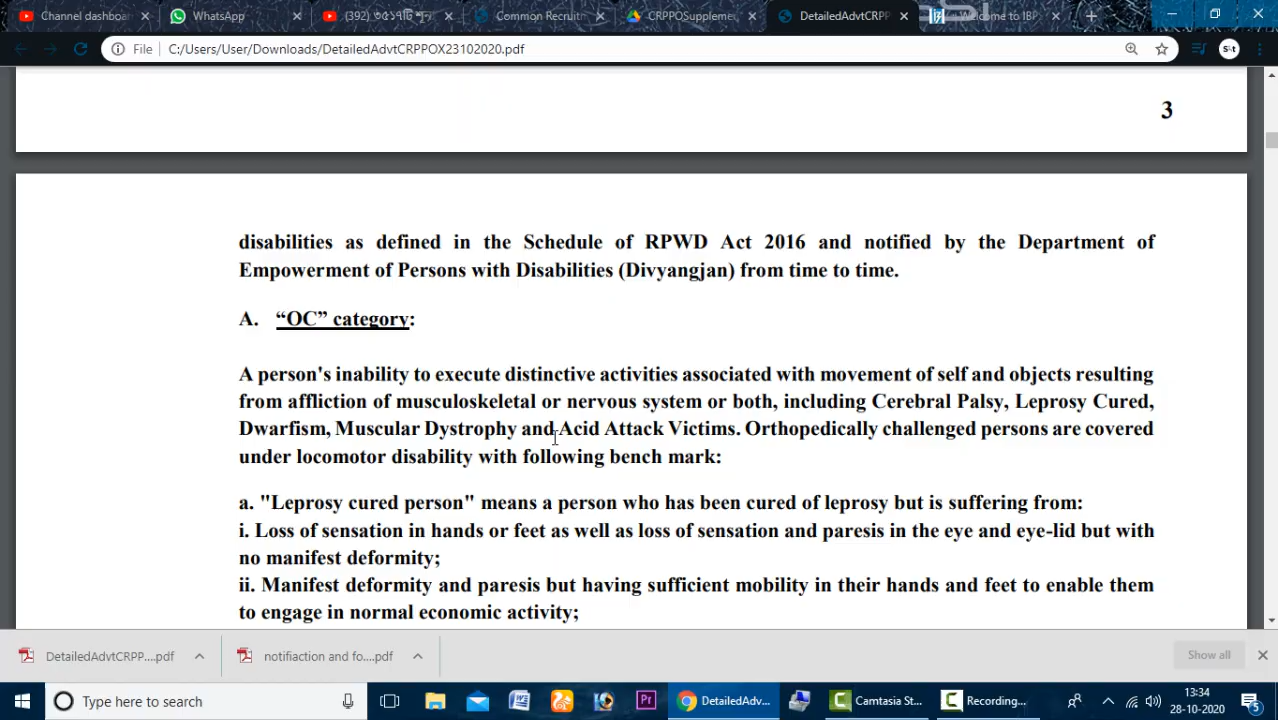 Channel dashboa
WhatsApp
Common Recruitm
CRPPOSupplemen
DetailedAdvtCRPP
Welcome to IBP
File C:/Users/User/Downloads/DetailedAdvtCRPPOX23102020.pdf
3
disabilities as defined in the Schedule of RPWD Act 2016 and notified by the Department of
Empowerment of Persons with Disabilities (Divyangjan) from time to time.
A. “OC” category:
A person's inability to execute distinctive activities associated with movement of self and objects resulting
from affliction of musculoskeletal or nervous system or both, including Cerebral Palsy, Leprosy Cured,
Dwarfism, Muscular Dystrophy and Acid Attack Victims. Orthopedically challenged persons are covered
under locomotor disability with following bench mark:
a. "Leprosy cured person" means a person who has been cured of leprosy but is suffering from:
i. Loss of sensation in hands or feet as well as loss of sensation and paresis in the eye and eye-lid but with
no manifest deformity;
ii. Manifest deformity and paresis but having sufficient mobility in their hands and feet to enable them
to engage in normal economic activity;
DetailedAdvtCRPP....pdf
notifiaction and fo....pdf
Show all
Type here to search
DetailedAdv...
Camtasia St...
Recording...
13:34
28-10-2020